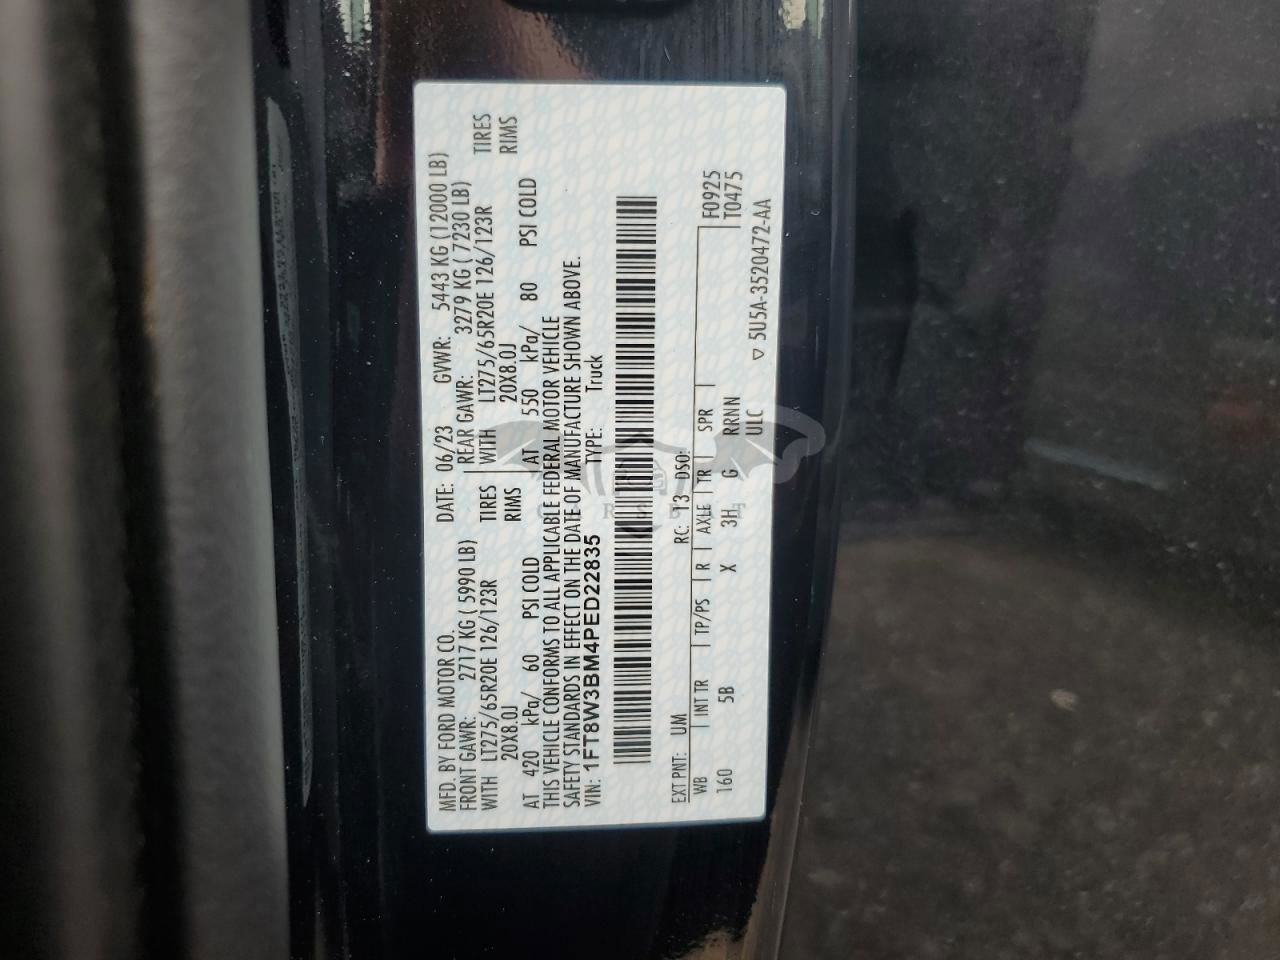 MFD. BY FORD MOTOR CO. DATE: 06/23 GVWR: 5443 KG (12000 LB)
FRONT GAWR: 2717 KG ( 5990 LB) REAR GAWR: 3279 KG ( 7230 LB)
WITH LT275/65R20E 126/123R TIRES WITH LT275/65R20E 126/123R TIRES
20X8.0J RIMS 20X8.0J RIMS
AT 420 kPa/ 60 PSI COLD AT 550 kPa/ 80 PSI COLD
THIS VEHICLE CONFORMS TO ALL APPLICABLE FEDERAL MOTOR VEHICLE
SAFETY STANDARDS IN EFFECT ON THE DATE OF MANUFACTURE SHOWN ABOVE.
VIN: 1FT8W3BM4PED22835 TYPE: Truck
EXT PNT: UM RC: 13 DSO: F0925
WB INT TR TP/PS R AXLE TR SPR T0475
160 5B X 3H G RRNN
ULC
▽ 5U5A-3520472-AA